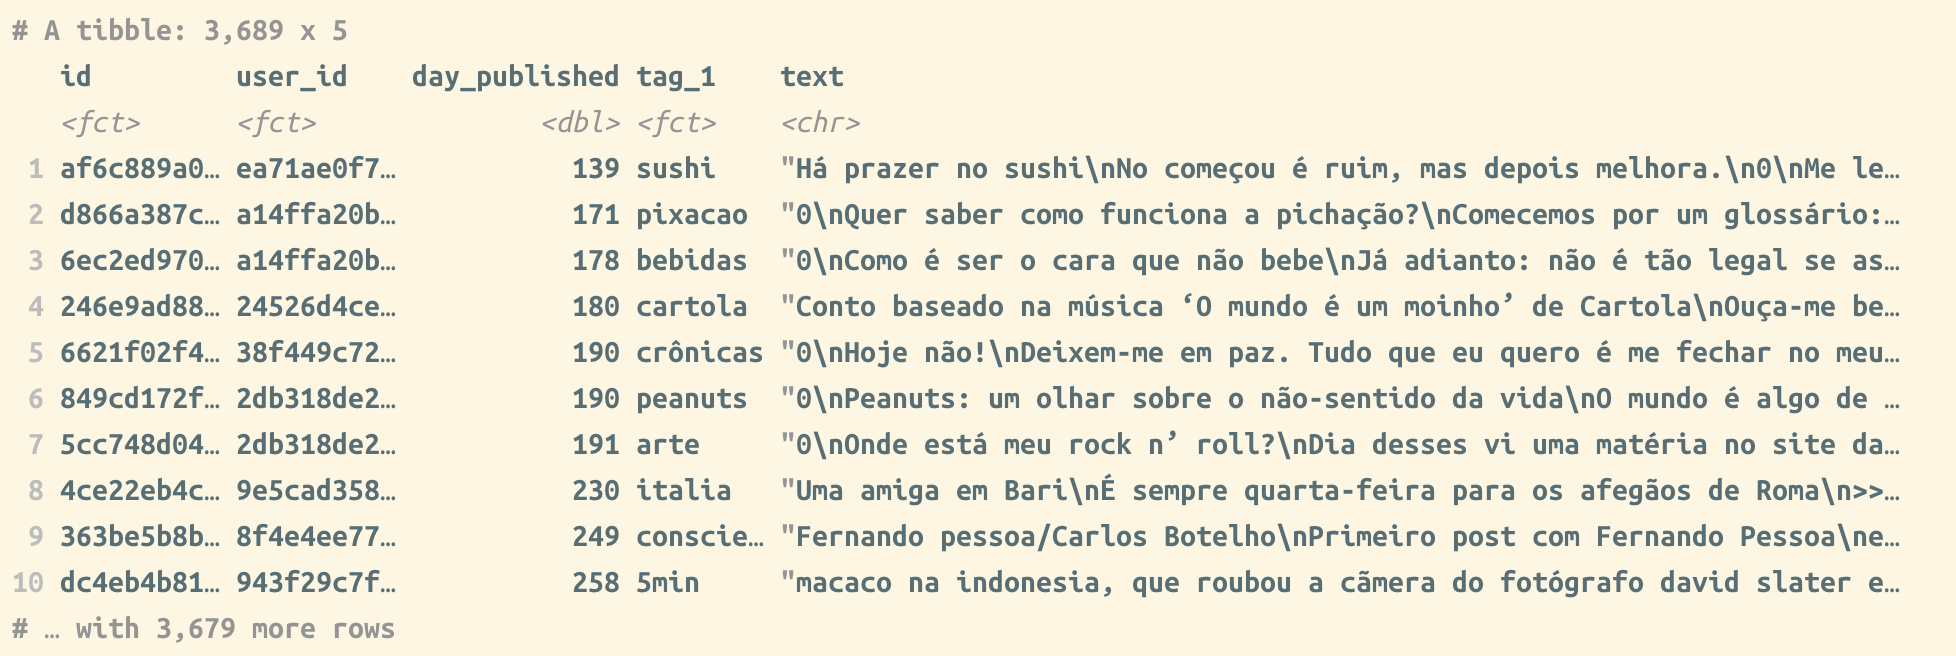 # A tibble: 3,689 x 5
id user_id day_published tag_1 text
<fct> <fct> <dbl> <fct> <chr>
1 af6c889a0… ea71ae0f7… 139 sushi "Há prazer no sushi\nNo começou é ruim, mas depois melhora.\n0\nMe le…
2 d866a387c… a14ffa20b… 171 pixacao "0\nQuer saber como funciona a pichação?\nComecemos por um glossário:…
3 6ec2ed970… a14ffa20b… 178 bebidas "0\nComo é ser o cara que não bebe\nJá adianto: não é tão legal se as…
4 246e9ad88… 24526d4ce… 180 cartola "Conto baseado na música ‘O mundo é um moinho’ de Cartola\nOuça-me be…
5 6621f02f4… 38f449c72… 190 crônicas "0\nHoje não!\nDeixem-me em paz. Tudo que eu quero é me fechar no meu…
6 849cd172f… 2db318de2… 190 peanuts "0\nPeanuts: um olhar sobre o não-sentido da vida\nO mundo é algo de …
7 5cc748d04… 2db318de2… 191 arte "0\nOnde está meu rock n’ roll?\nDia desses vi uma matéria no site da…
8 4ce22eb4c… 9e5cad358… 230 italia "Uma amiga em Bari\nÉ sempre quarta-feira para os afegãos de Roma\n>>…
9 363be5b8b… 8f4e4ee77… 249 conscie… "Fernando pessoa/Carlos Botelho\nPrimeiro post com Fernando Pessoa\ne…
10 dc4eb4b81… 943f29c7f… 258 5min "macaco na indonesia, que roubou a cãmera do fotógrafo david slater e…
# … with 3,679 more rows